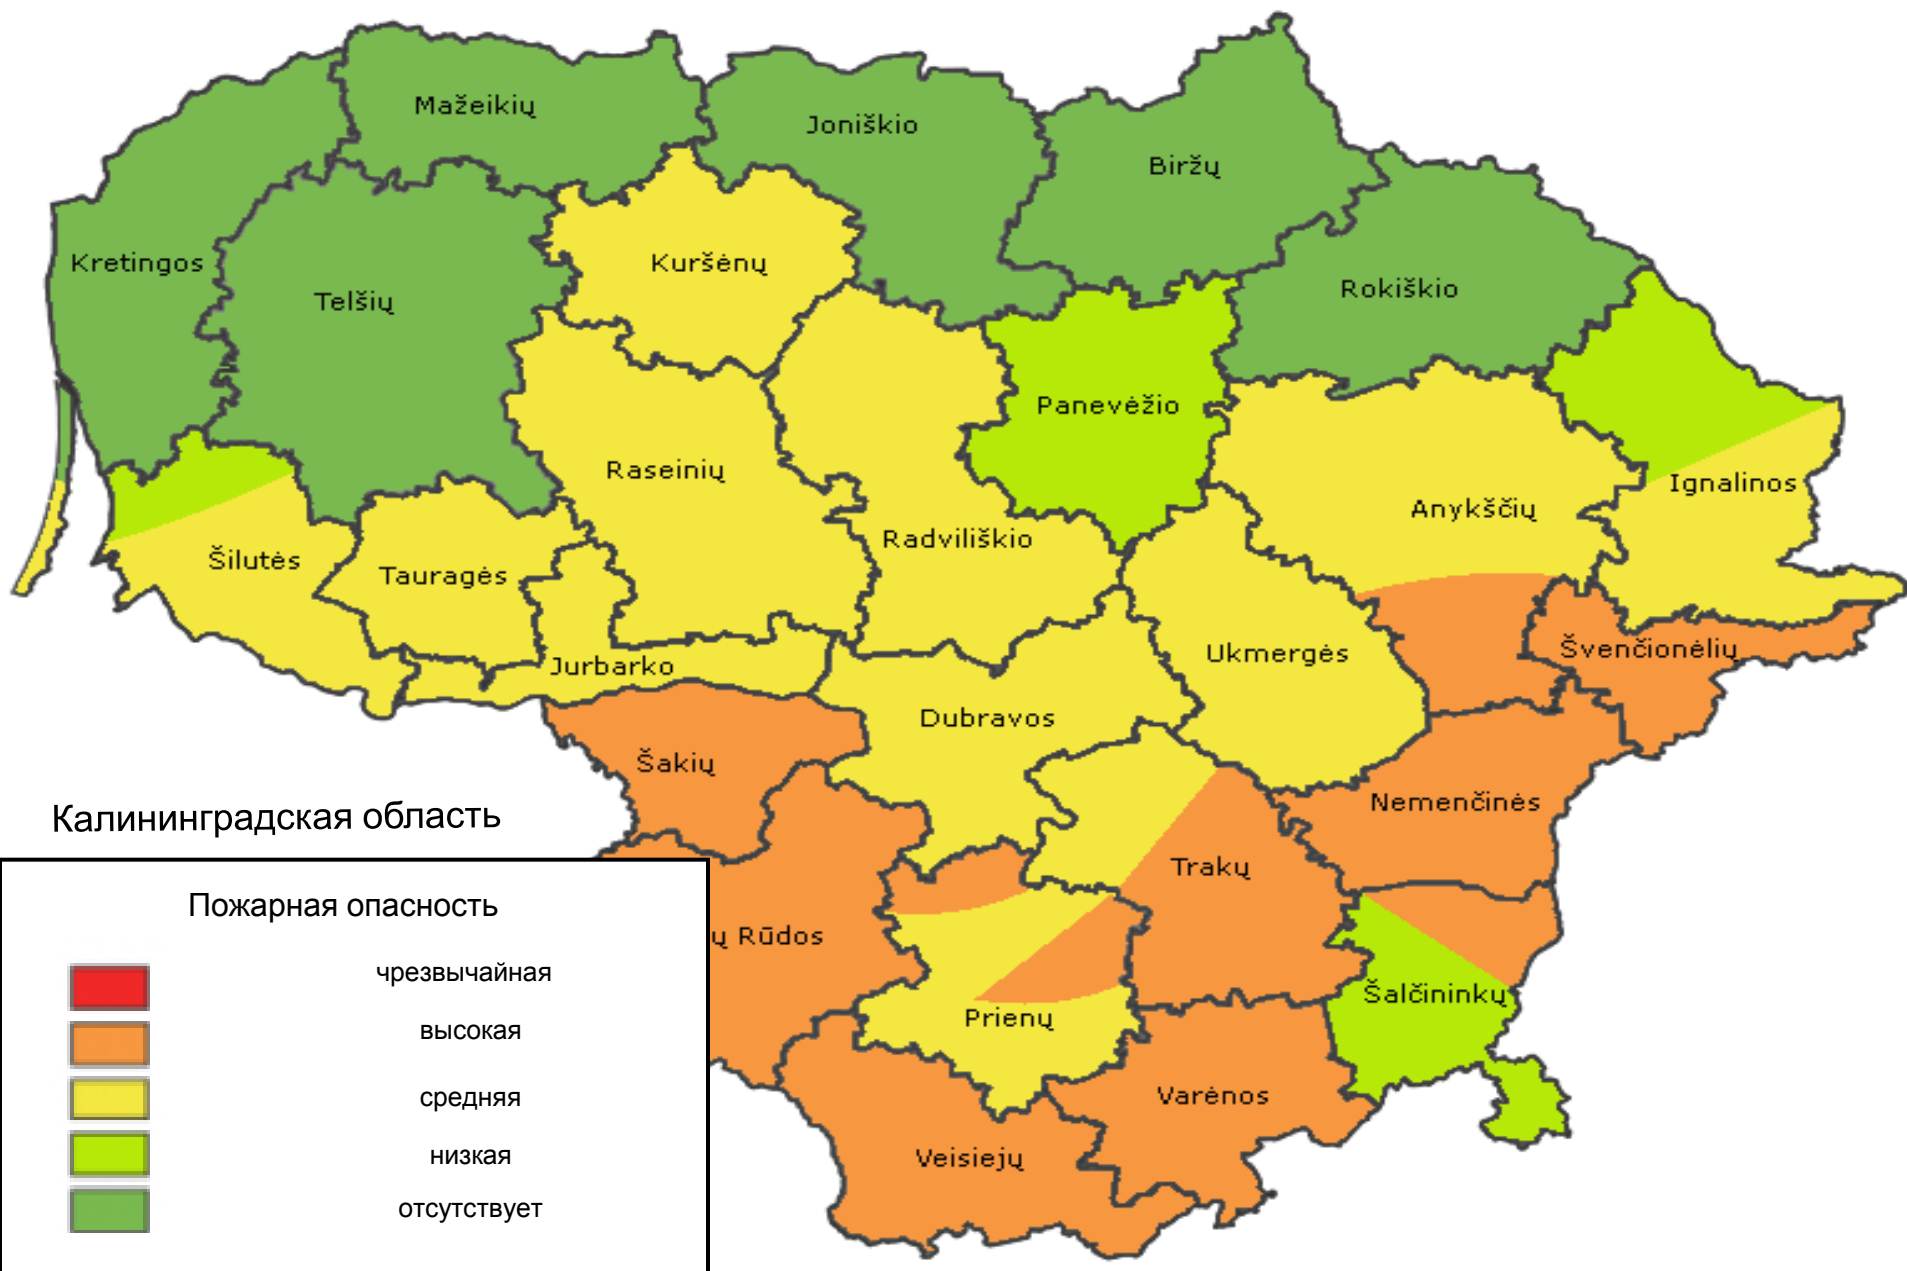 Mažeikių
Joniškio
Biržų
Kretingos
Telšių
Kuršėnų
Rokiškio
Panevėžio
Raseinių
Ignalinos
Anykščių
Radviliškio
Šilutės
Tauragės
Jurbarko
Ukmergės
Švenčionėlių
Dubravos
Šakių
Nemenčinės
Калининградская область
Trakų
Пожарная опасность
ų Rūdos
чрезвычайная
Šalčininkų
Prienų
высокая
средняя
Varėnos
низкая
Veisiejų
отсутствует